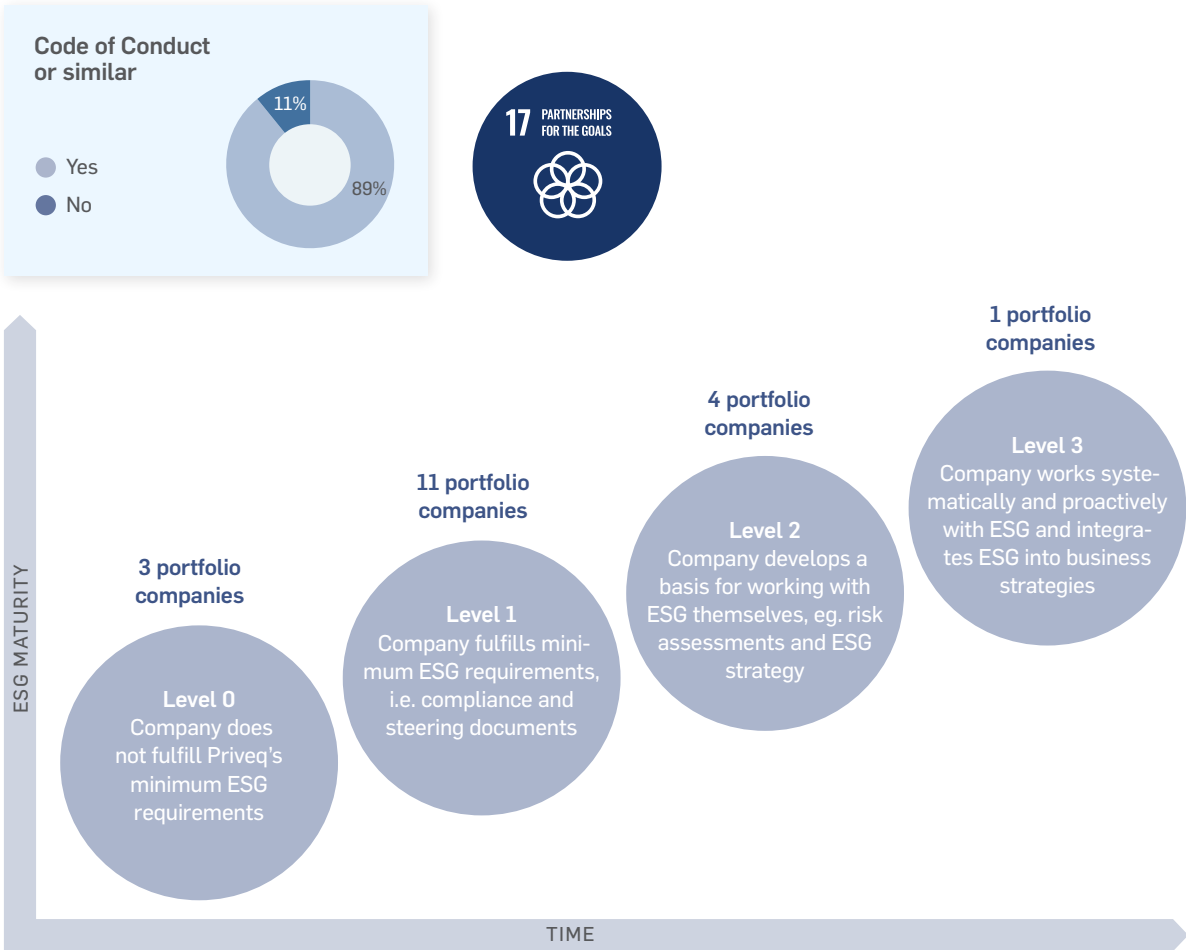 Code of Conduct
or similar
11%
89%
Yes
No
17 PARTNERSHIPS
FOR THE GOALS
1 portfolio
companies
4 portfolio
companies
11 portfolio
companies
3 portfolio
companies
Level 3
Company works syste-
matically and proactively
with ESG and integra-
tes ESG into business
strategies
Level 2
Company develops a
basis for working with
ESG themselves, eg. risk
assessments and ESG
strategy
Level 1
Company fulfills mini-
mum ESG requirements,
i.e. compliance and
steering documents
Level 0
Company does
not fulfill Priveq's
minimum ESG
requirements
ESG MATURITY
TIME